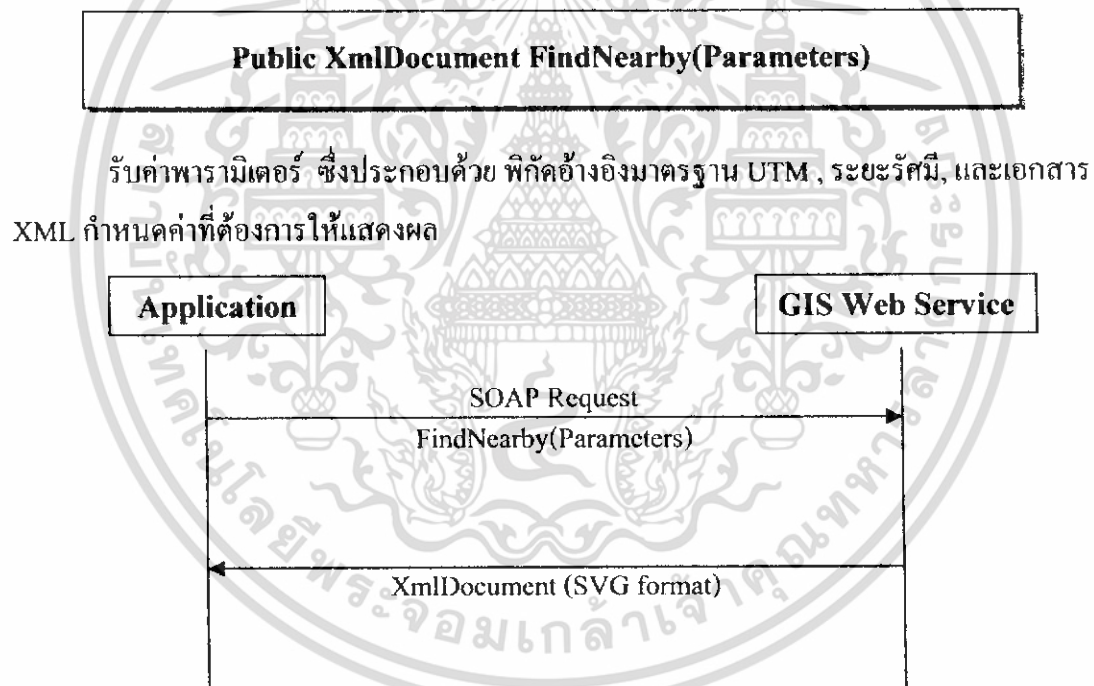 Public XmlDocument FindNearby(Parameters)
รับค่าพารามิเตอร์ ซึ่งประกอบด้วย พิกัดอ้างอิงมาตรฐาน UTM , ระยะรัศมี, และเอกสาร
XML กำหนดค่าที่ต้องการให้แสดงผล
Application
GIS Web Service
SOAP Request
FindNearby(Parameters)
XmlDocument (SVG format)